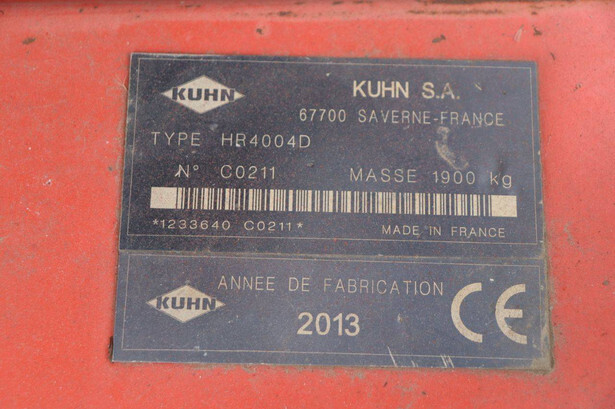 KUHN KUHN S.A.
67700 SAVERNE-FRANCE
TYPE HR4004D
N° C0211 MASSE 1900 kg
*1233640 C0211* MADE IN FRANCE
KUHN ANNEE DE FABRICATION CE
2013